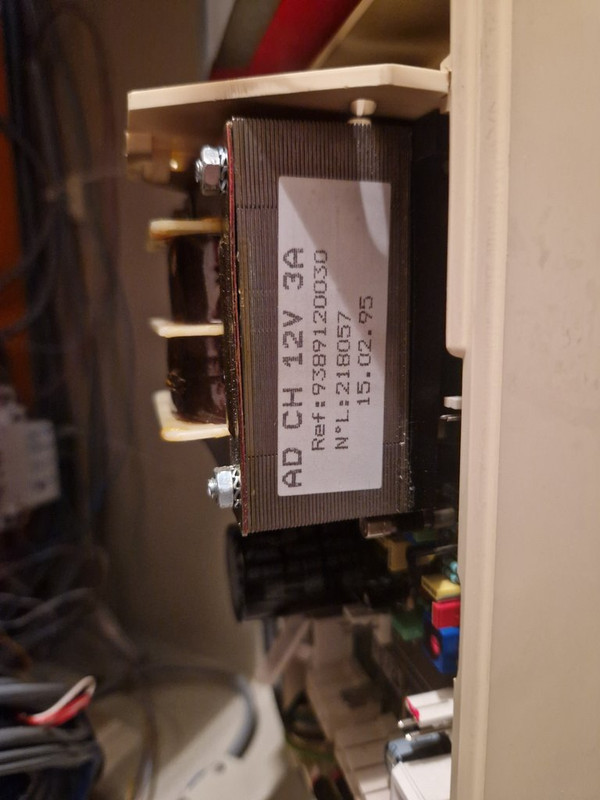 AD CH 12V 3A
Ref:9389120030
N°L:218057
15.02.95